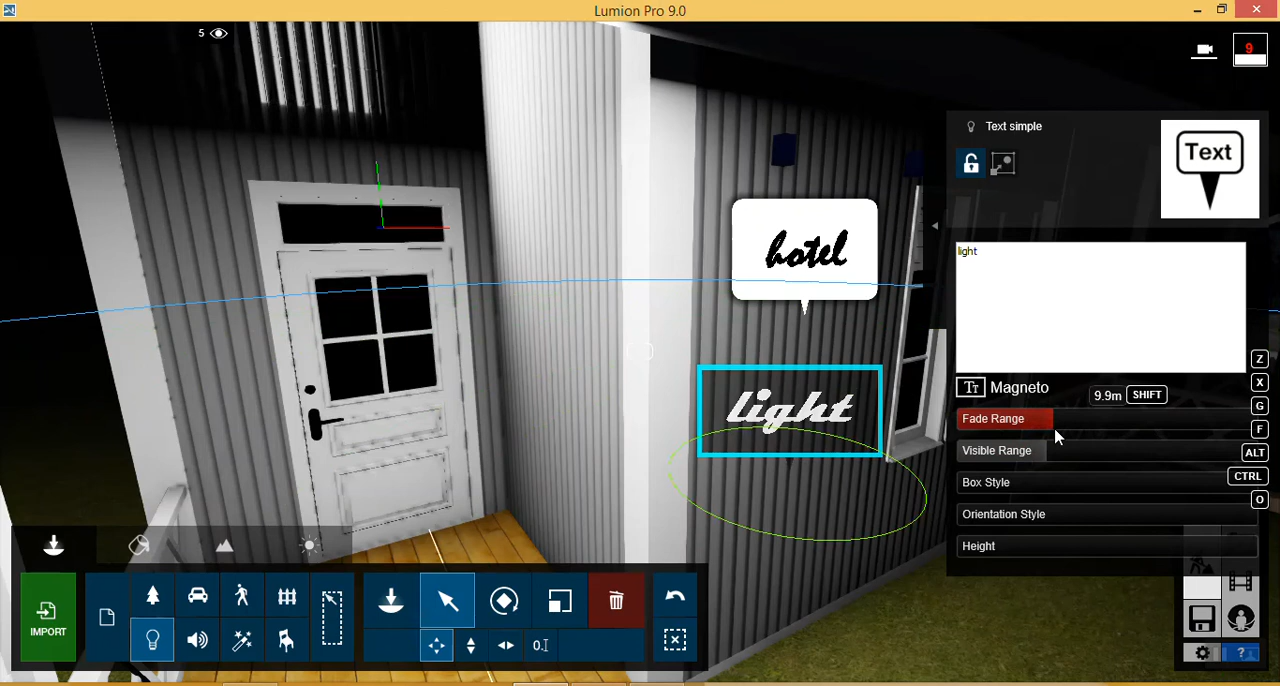 Lumion Pro 9.0
5
9
Text simple
Text
light
hotel
light
Magneto
9.9m SHIFT
Fade Range
Visible Range
Box Style
Orientation Style
Height
Z
X
G
F
ALT
CTRL
O
IMPORT
0.
?